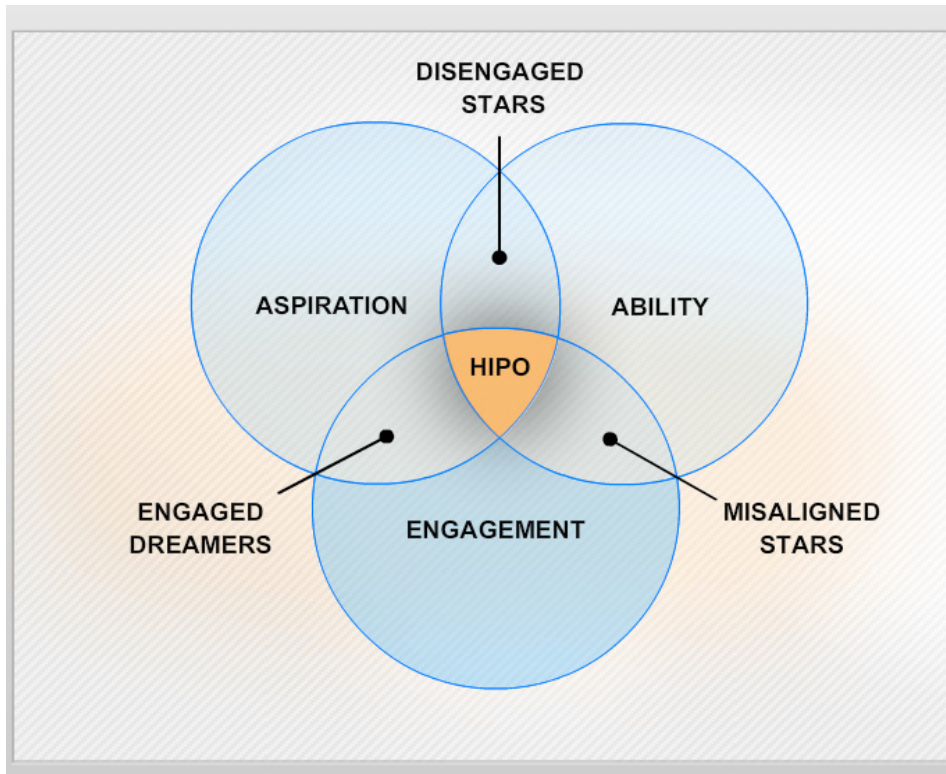 DISENGAGED
STARS
ASPIRATION
ABILITY
HIPO
ENGAGED
DREAMERS
ENGAGEMENT
MISALIGNED
STARS